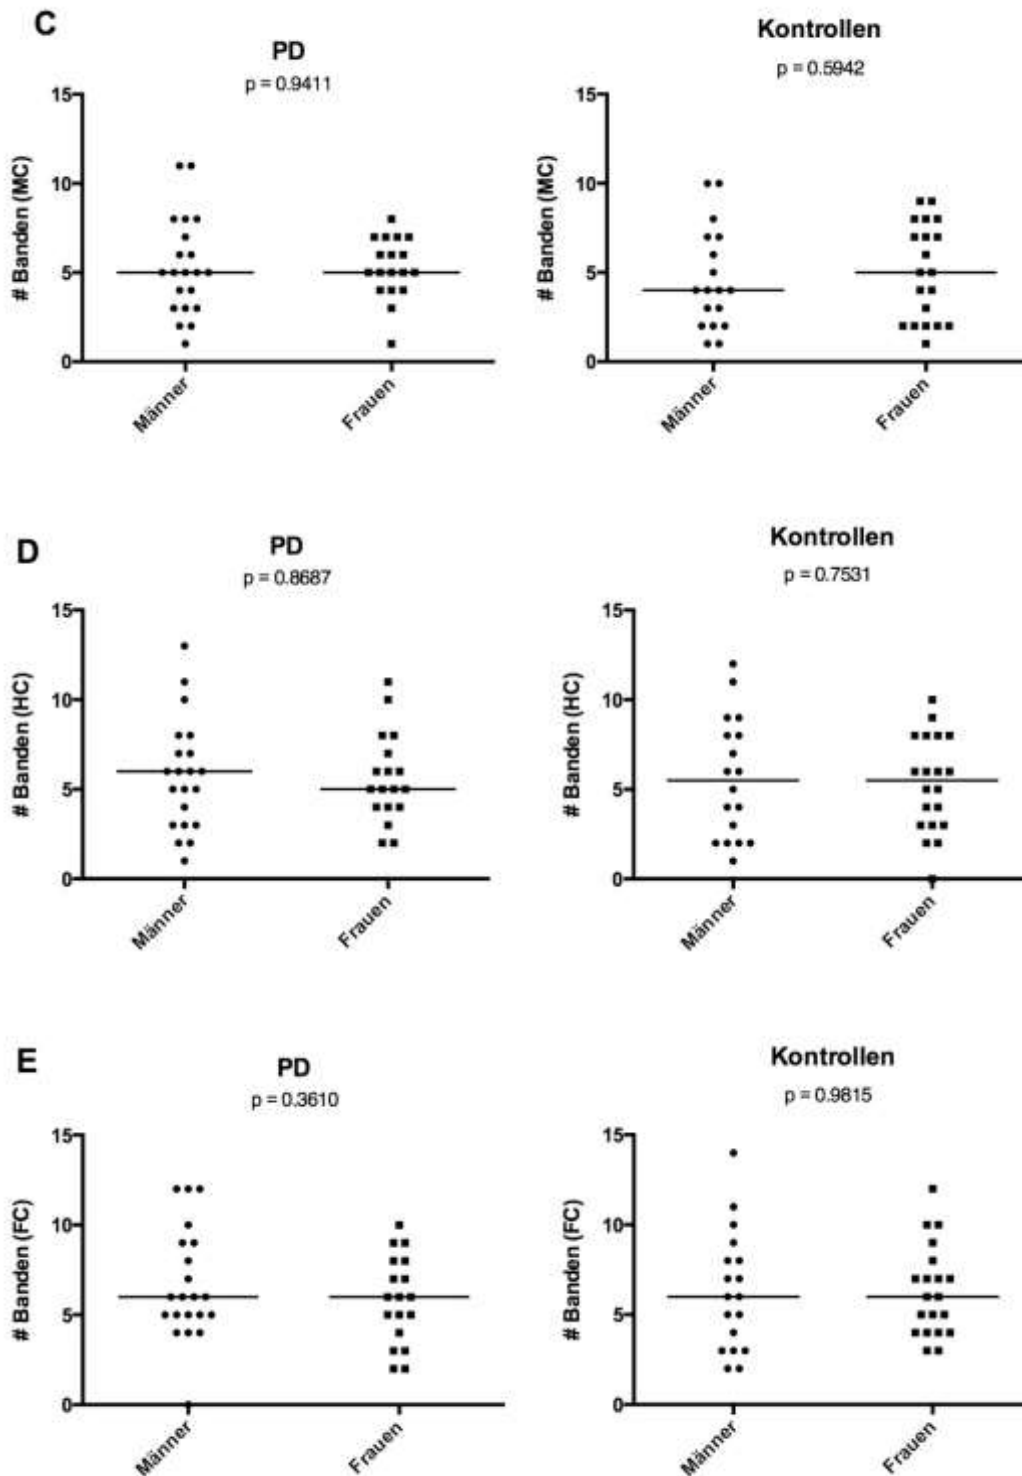 C
PD
p = 0.9411
15
10
5
0
# Banden (MC)
Männer
Frauen
Kontrollen
p = 0.5942
15
10
5
0
# Banden (MC)
Männer
Frauen
D
PD
p = 0.8687
15
10
5
0
# Banden (HC)
Männer
Frauen
Kontrollen
p = 0.7531
15
10
5
0
# Banden (HC)
Männer
Frauen
E
PD
p = 0.3610
15
10
5
0
# Banden (FC)
Männer
Frauen
Kontrollen
p = 0.9815
15
10
5
0
# Banden (FC)
Männer
Frauen